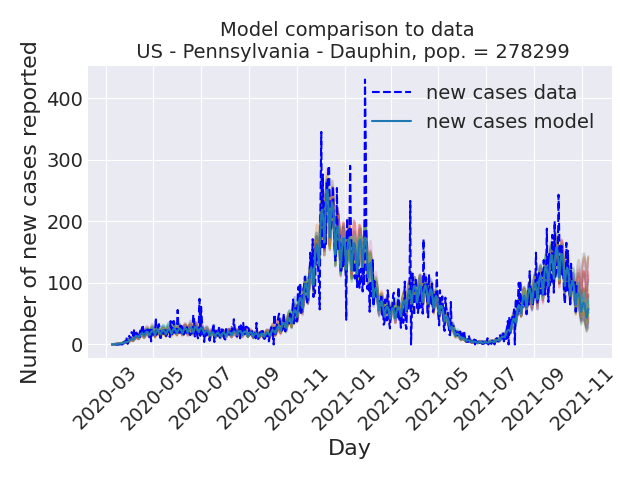 Model comparison to data
US - Pennsylvania - Dauphin, pop. = 278299
Number of new cases reported
400
300
200
100
0
new cases data
new cases model
2020-03
2020-05
2020-07
2020-09
2020-11
2021-01
2021-03
2021-05
2021-07
2021-09
2021-11
Day